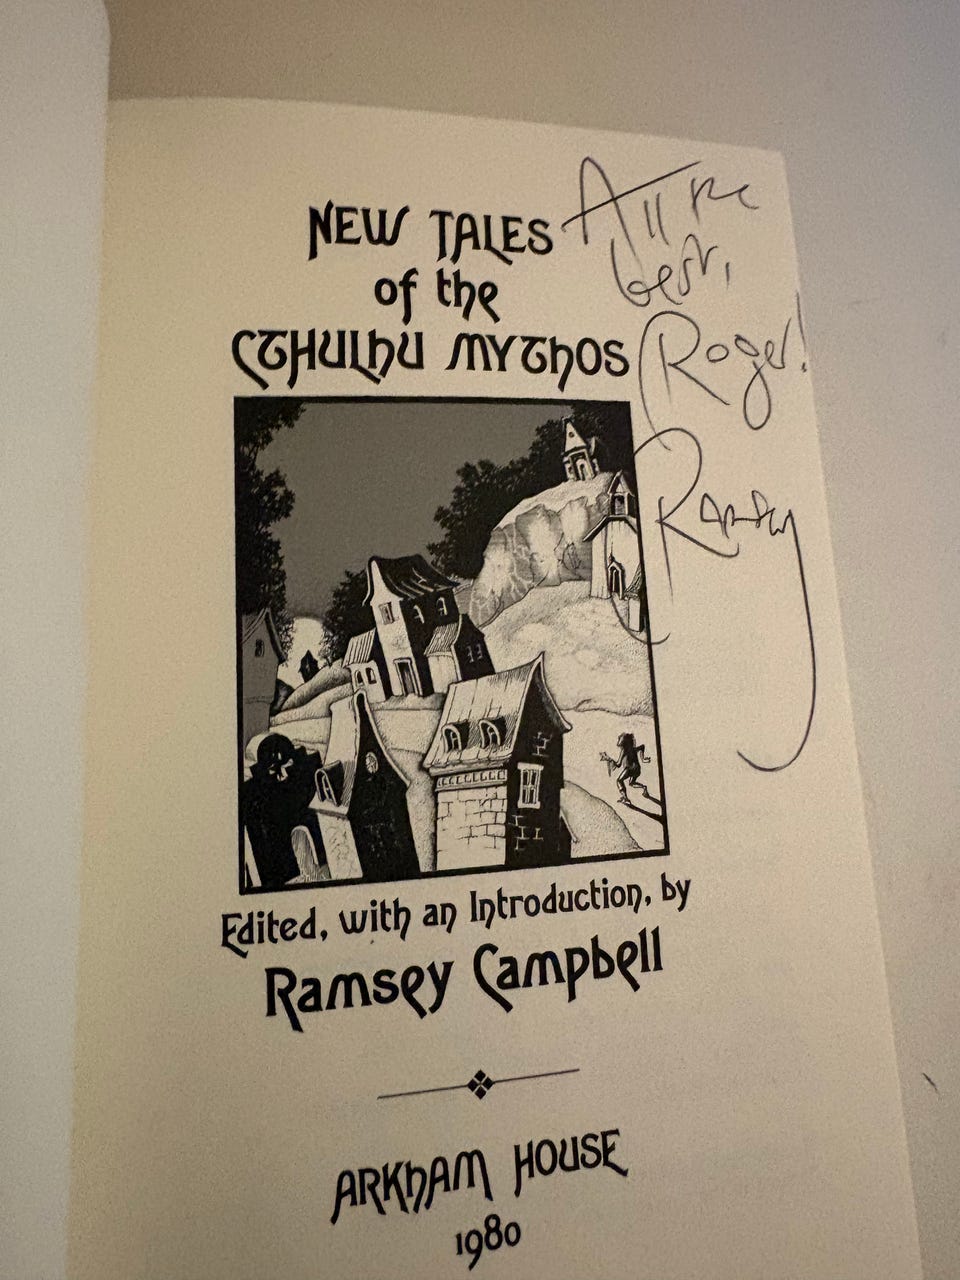 NEW TALES
of the
CTHULHU MYTHOS
All the
best,
Roger!
Ramsey
Edited, with an Introduction, by
Ramsey Campbell
ARKHAM HOUSE
1980